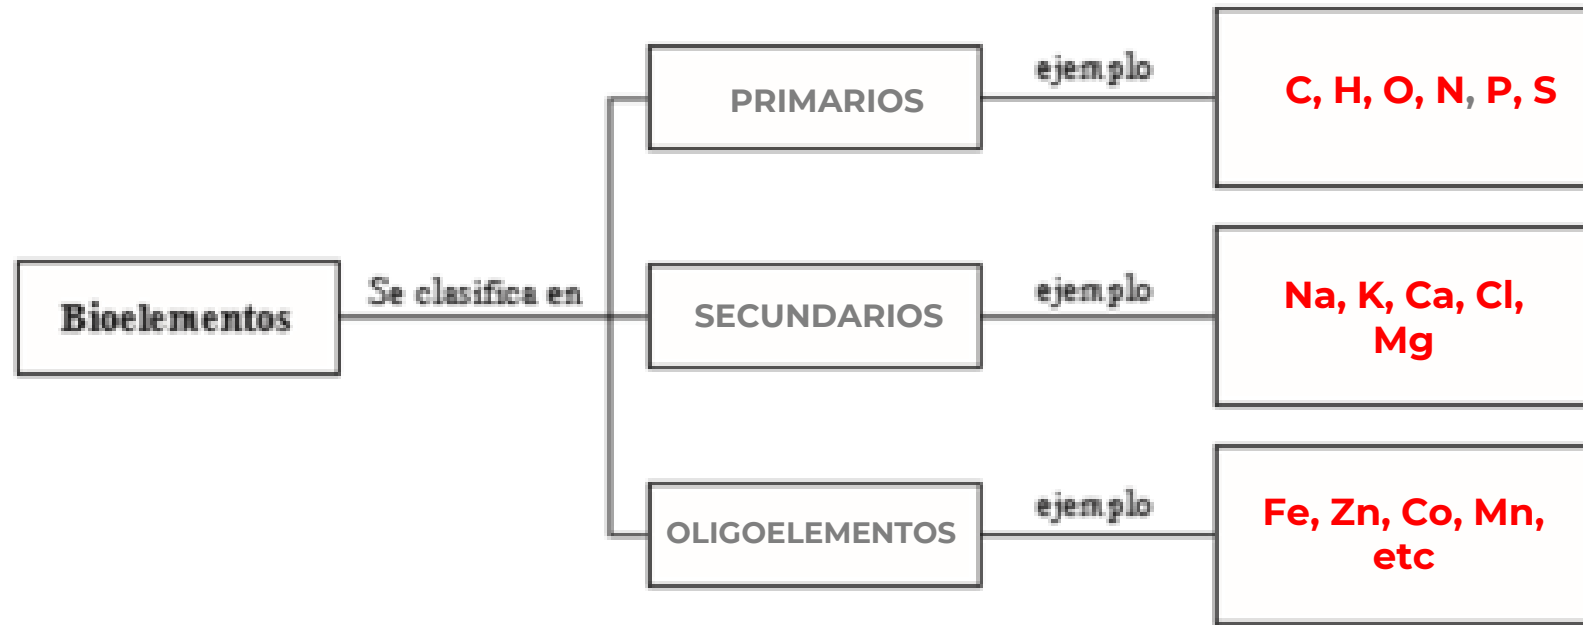 Bioelementos
Se clasifica en
PRIMARIOS
ejemplo
C, H, O, N, P, S
SECUNDARIOS
ejemplo
Na, K, Ca, Cl,
Mg
OLIGOELEMENTOS
ejemplo
Fe, Zn, Co, Mn,
etc